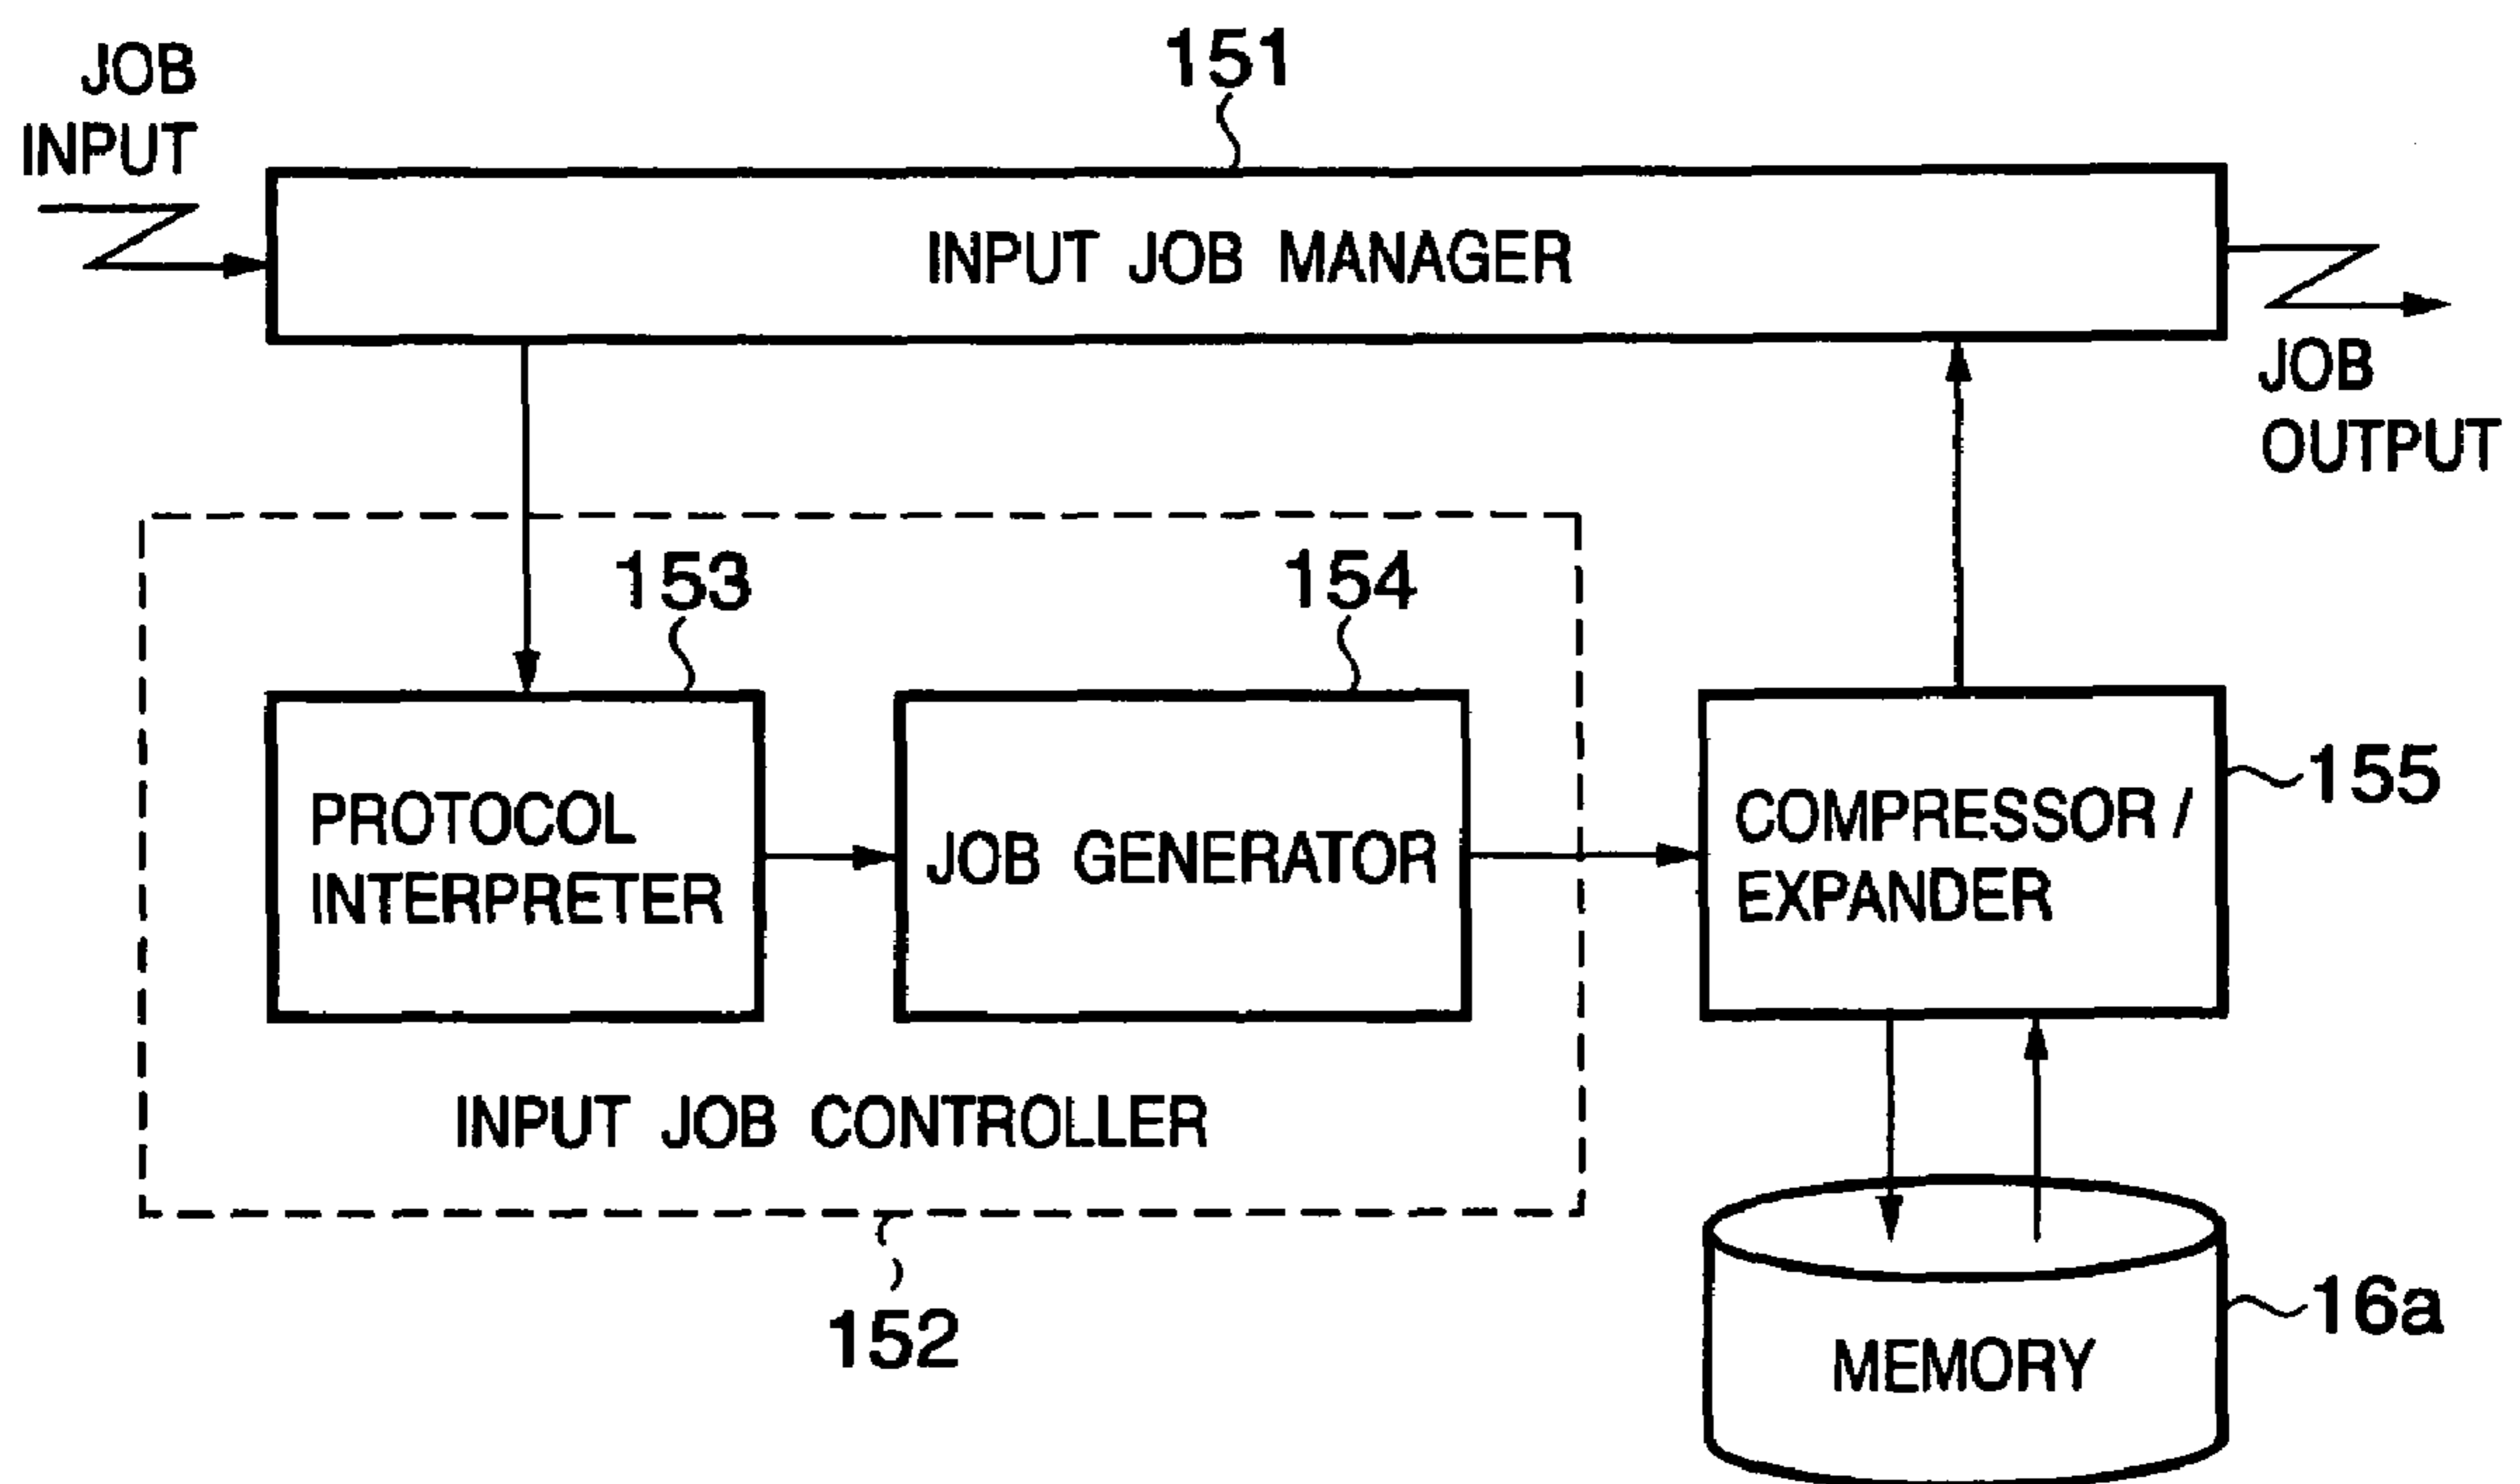 JOB
INPUT
151
INPUT JOB MANAGER
JOB
OUTPUT
153
154
PROTOCOL
INTERPRETER
JOB GENERATOR
COMPRESSOR /
EXPANDER
155
INPUT JOB CONTROLLER
152
16a
MEMORY